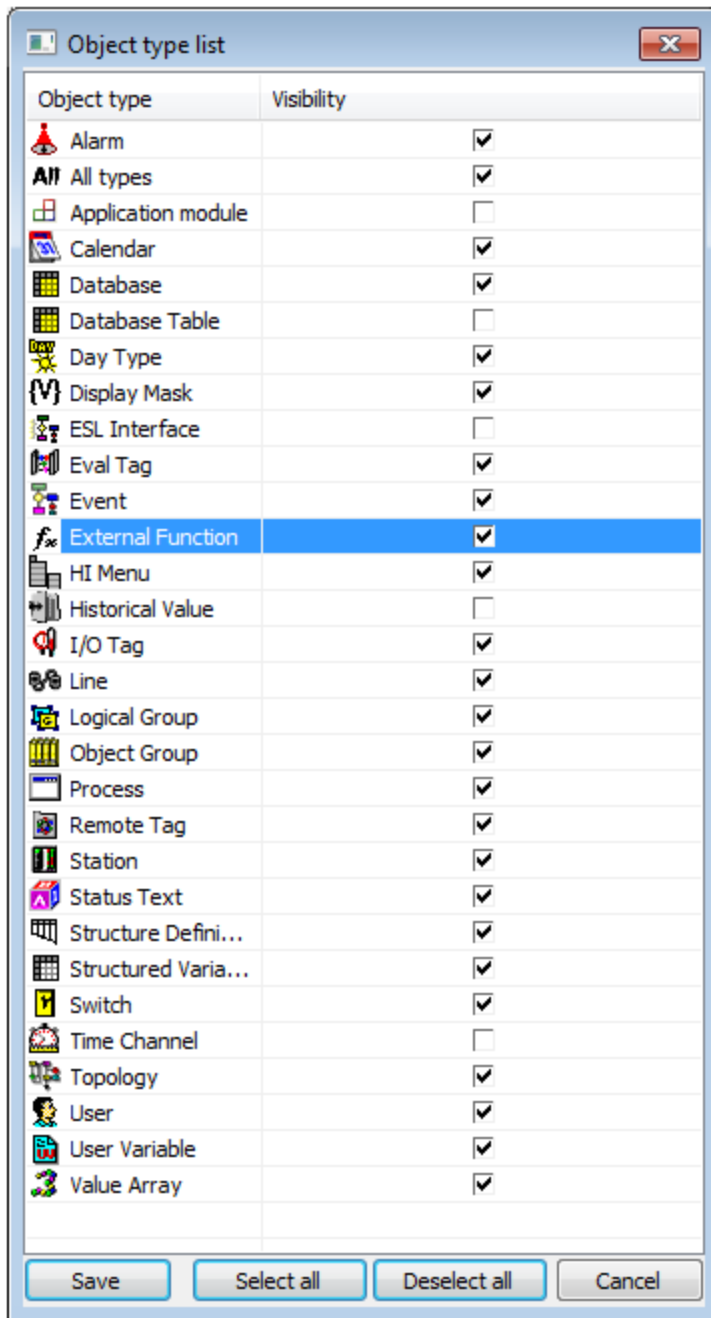 Object type list
Object type Visibility
Alarm
All All types
Application module
Calendar
Database
Database Table
Day Type
{V} Display Mask
ESL Interface
Eval Tag
Event
fx External Function
HI Menu
Historical Value
I/O Tag
Line
Logical Group
Object Group
Process
Remote Tag
Station
Status Text
Structure Defini...
Structured Varia...
Switch
Time Channel
Topology
User
User Variable
Value Array
Save Select all Deselect all Cancel